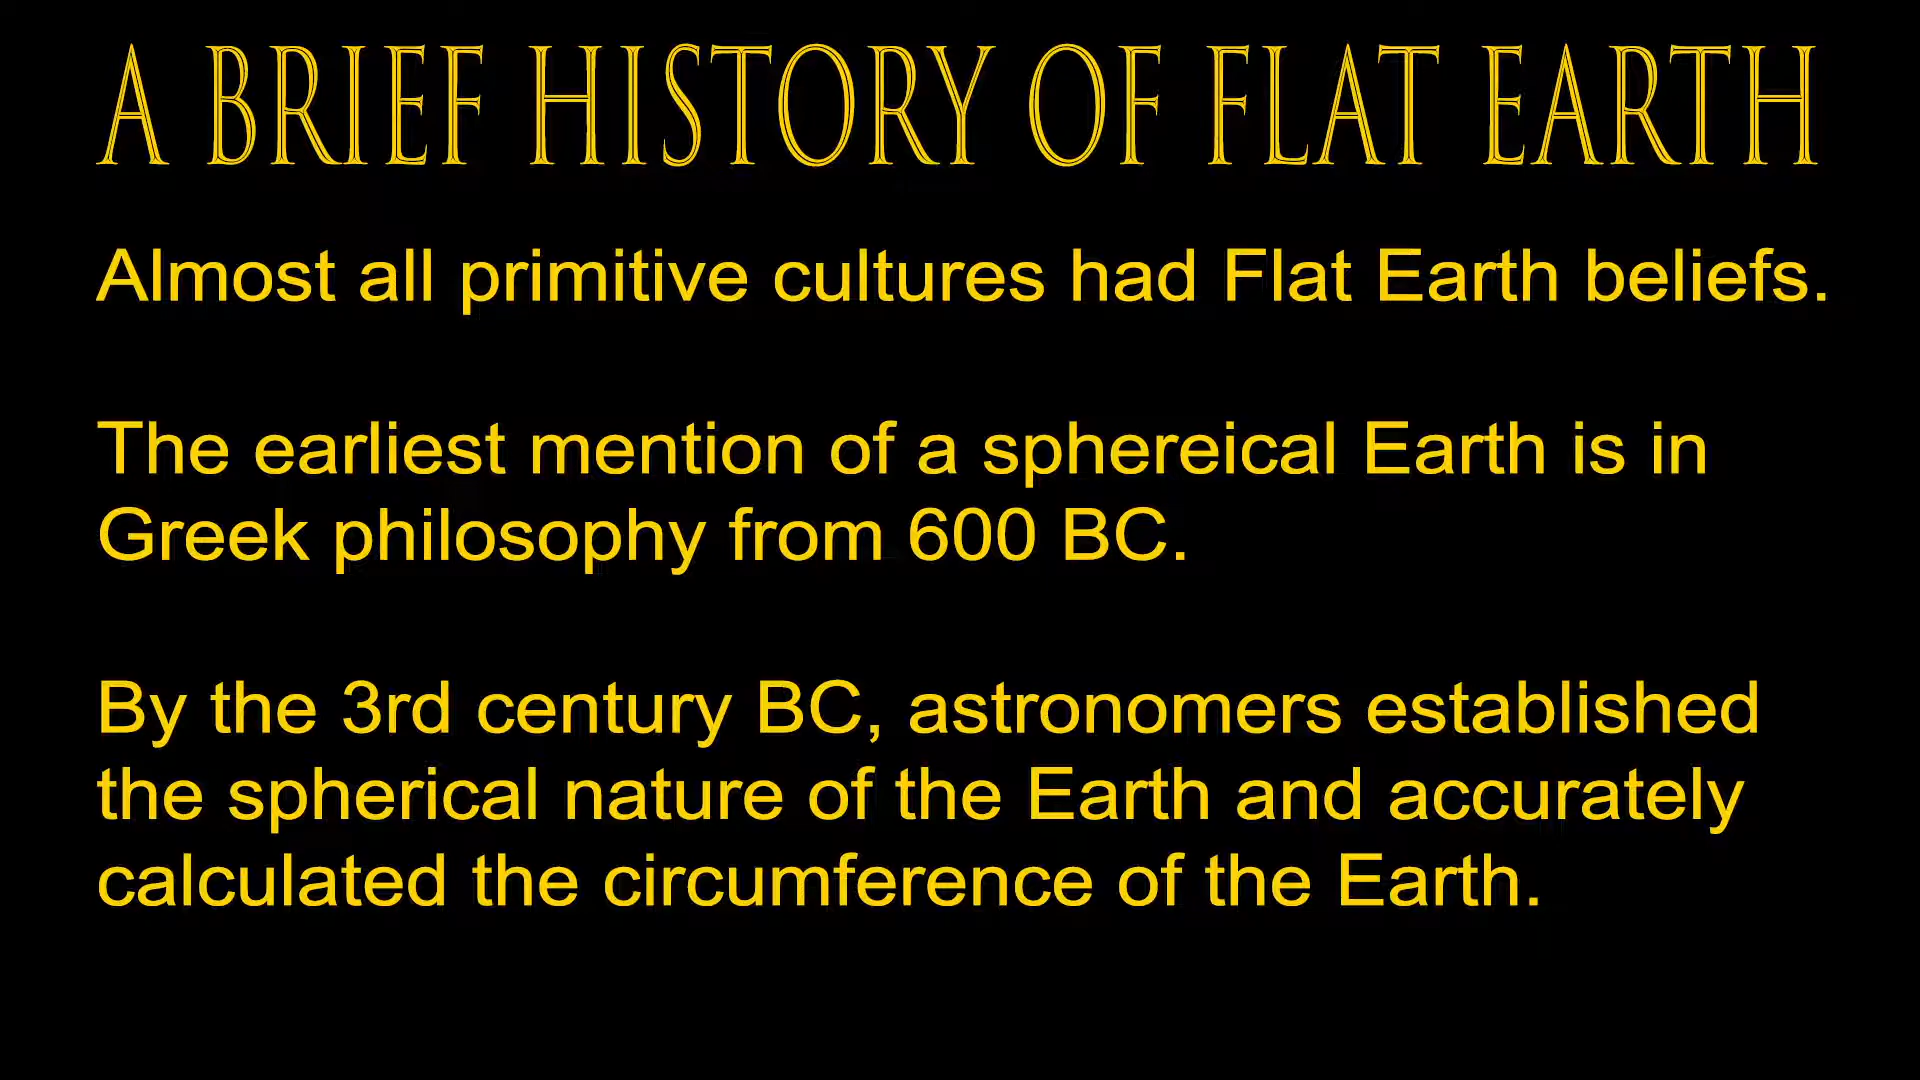 A BRIEF HISTORY OF FLAT EARTH
Almost all primitive cultures had Flat Earth beliefs.
The earliest mention of a sphereical Earth is in
Greek philosophy from 600 BC.
By the 3rd century BC, astronomers established
the spherical nature of the Earth and accurately
calculated the circumference of the Earth.